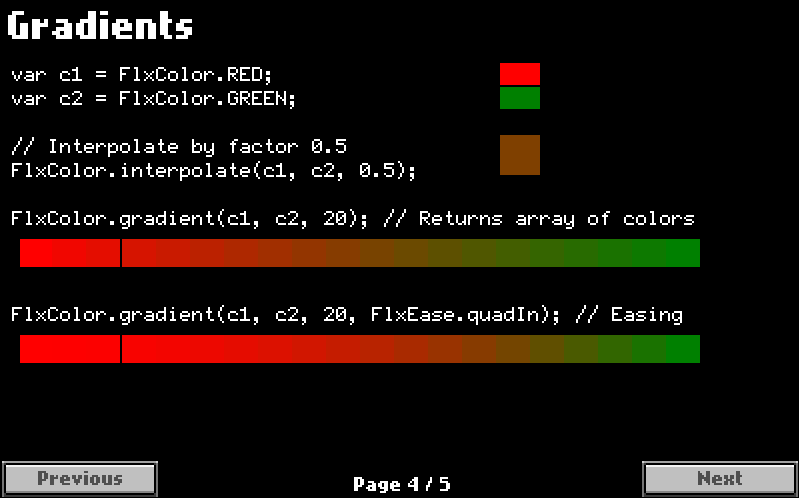 Gradients
var c1 = FlxColor.RED;
var c2 = FlxColor.GREEN;
// Interpolate by factor 0.5
FlxColor.interpolate(c1, c2, 0.5);
FlxColor.gradient(c1, c2, 20); // Returns array of colors
FlxColor.gradient(c1, c2, 20, FlxEase.quadIn); // Easing
Previous
Page 4 / 5
Next